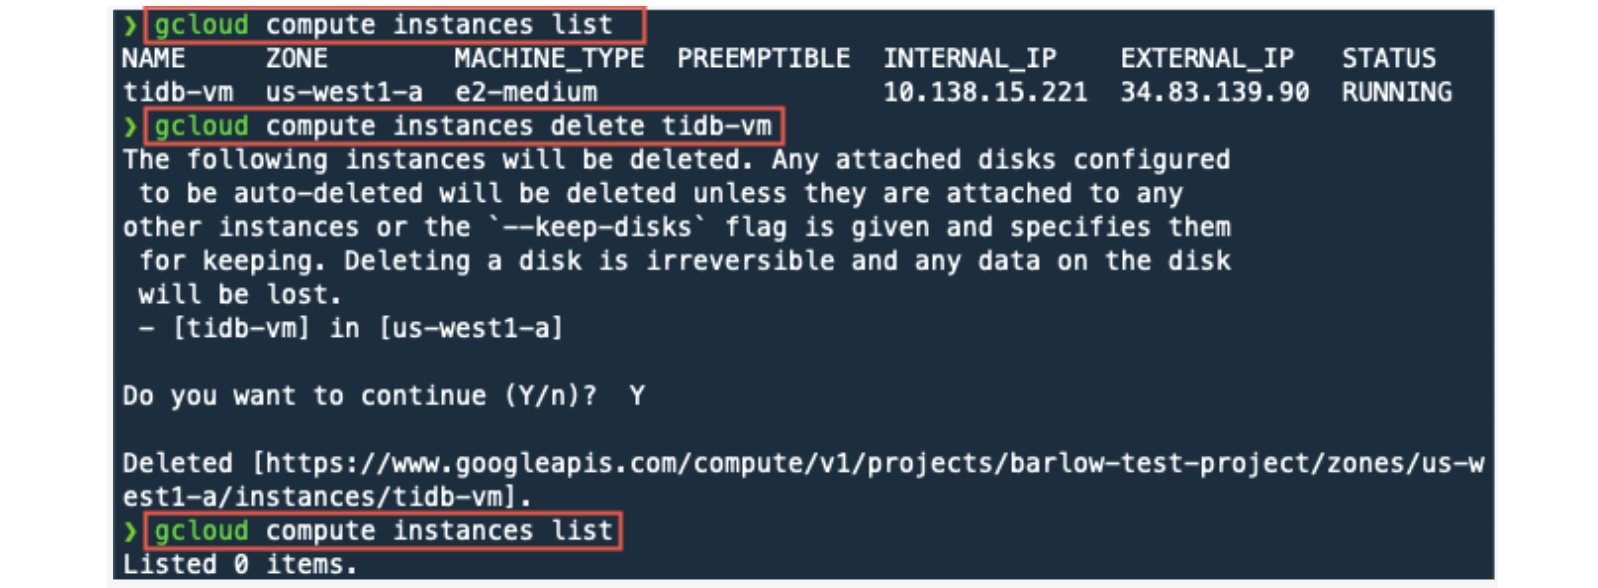 ❯ gcloud compute instances list
NAME     ZONE        MACHINE_TYPE  PREEMPTIBLE  INTERNAL_IP    EXTERNAL_IP   STATUS
tidb-vm  us-west1-a  e2-medium                  10.138.15.221  34.83.139.90  RUNNING
❯ gcloud compute instances delete tidb-vm
The following instances will be deleted. Any attached disks configured
 to be auto-deleted will be deleted unless they are attached to any
other instances or the `--keep-disks` flag is given and specifies them
 for keeping. Deleting a disk is irreversible and any data on the disk
 will be lost.
 - [tidb-vm] in [us-west1-a]
Do you want to continue (Y/n)?  Y
Deleted [https://www.googleapis.com/compute/v1/projects/barlow-test-project/zones/us-w
est1-a/instances/tidb-vm].
❯ gcloud compute instances list
Listed 0 items.